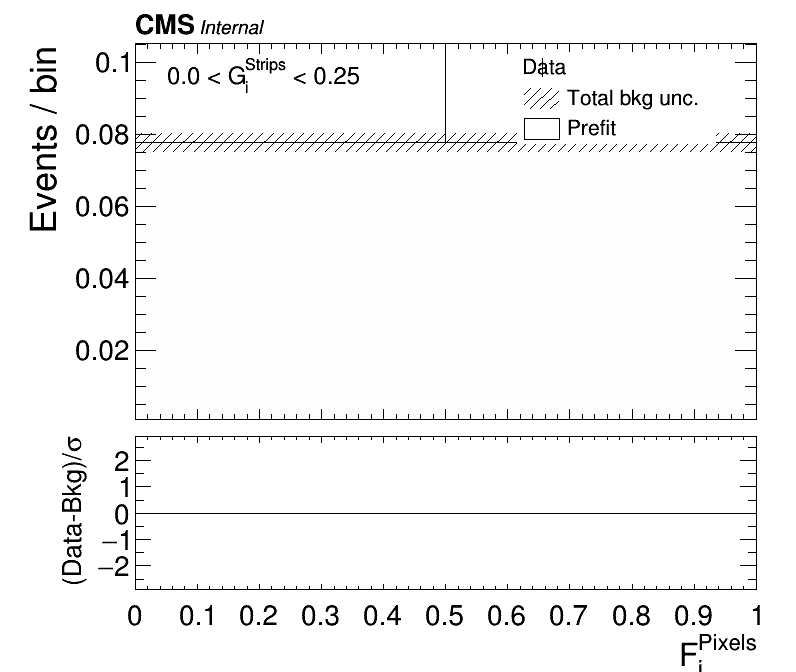 CMS Internal
0.0 < G_i^Strips < 0.25
Data
Total bkg unc.
Prefit
Events / bin
0.1
0.08
0.06
0.04
0.02
(Data-Bkg)/σ
2
1
0
−1
−2
0 0.1 0.2 0.3 0.4 0.5 0.6 0.7 0.8 0.9 1
F_i^Pixels